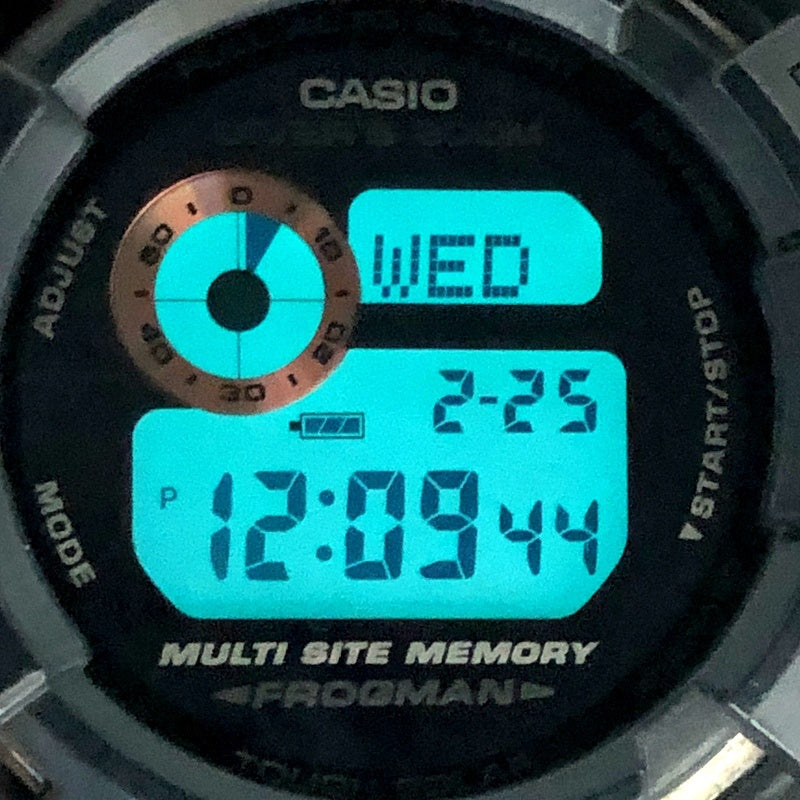 CASIO
ADJUST
0
10
20
30
40
50
WED
2-25
P 12:09 44
MODE
▼START/STOP
MULTI SITE MEMORY
FROGMAN